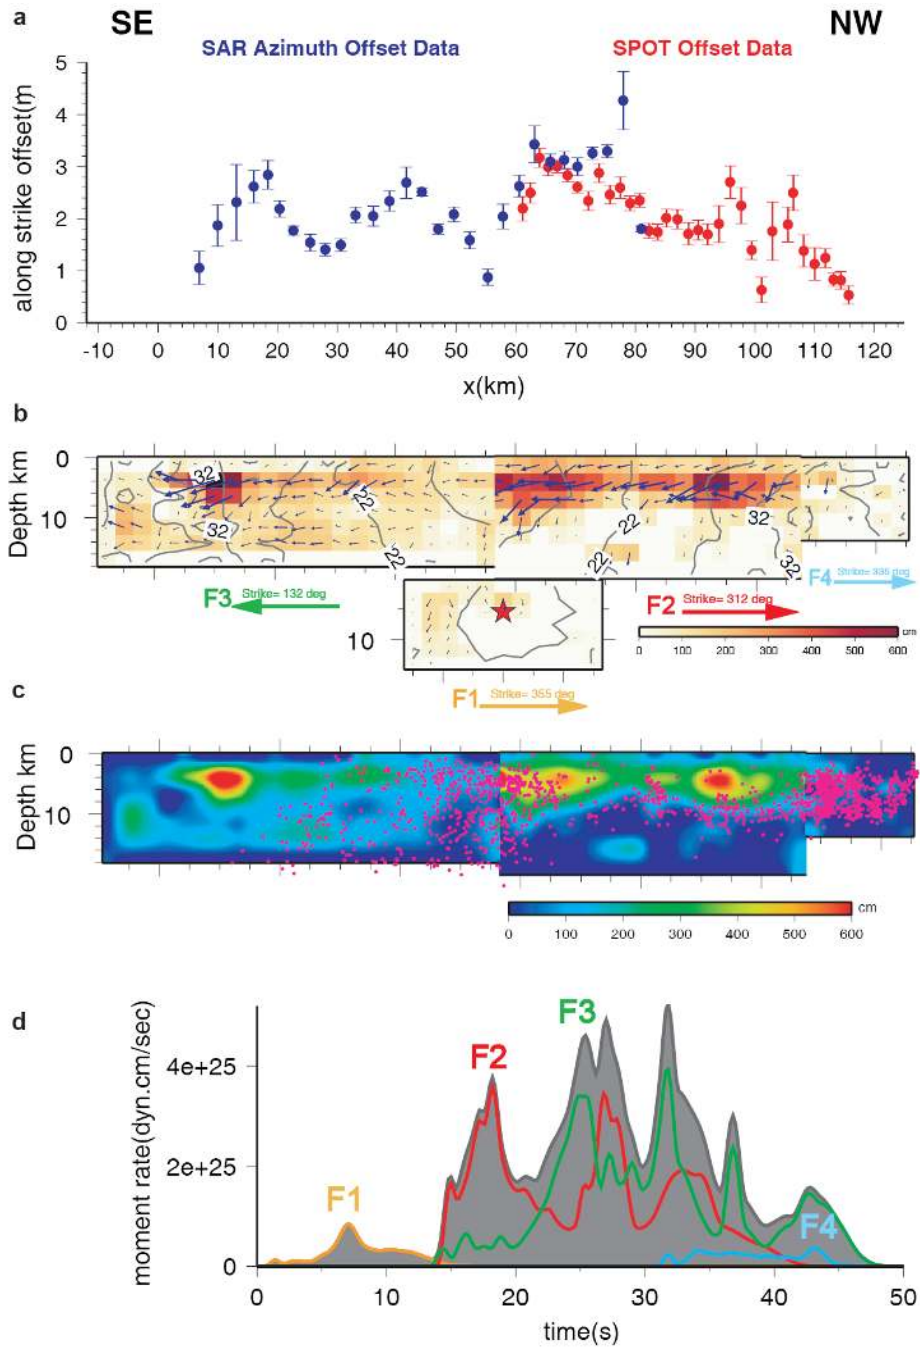 a
SE
NW
SAR Azimuth Offset Data
SPOT Offset Data
along strike offset(m
5
4
3
2
1
0
-10 0 10 20 30 40 50 60 70 80 90 100 110 120
x(km)
b
Depth km
0
10
32
32
22
22
22
22
32
32
F3
Strike= 132 deg
F2
Strike= 312 deg
F4
Strike= 335 deg
cm
0 100 200 300 400 500 600
10
F1
Strike= 355 deg
c
Depth km
0
10
cm
0 100 200 300 400 500 600
d
moment rate(dyn.cm/sec)
4e+25
2e+25
0
F1
F2
F3
F4
0 10 20 30 40 50
time(s)